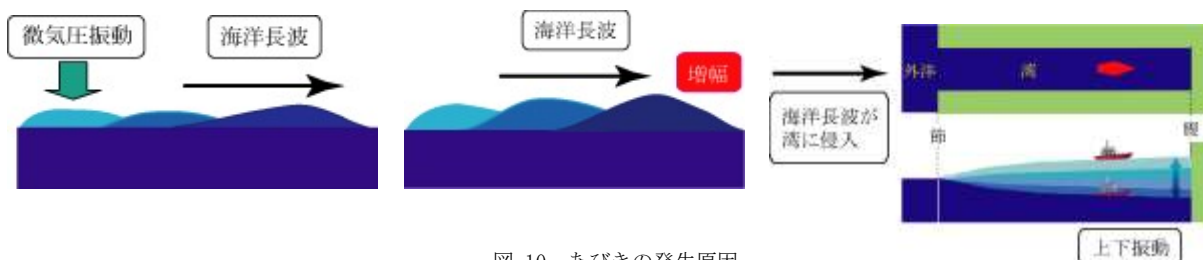 微気圧振動
海洋長波
海洋長波
増幅
海洋長波が
湾に侵入
外洋
湾
節
腹
上下振動
図 10 あびきの発生原因